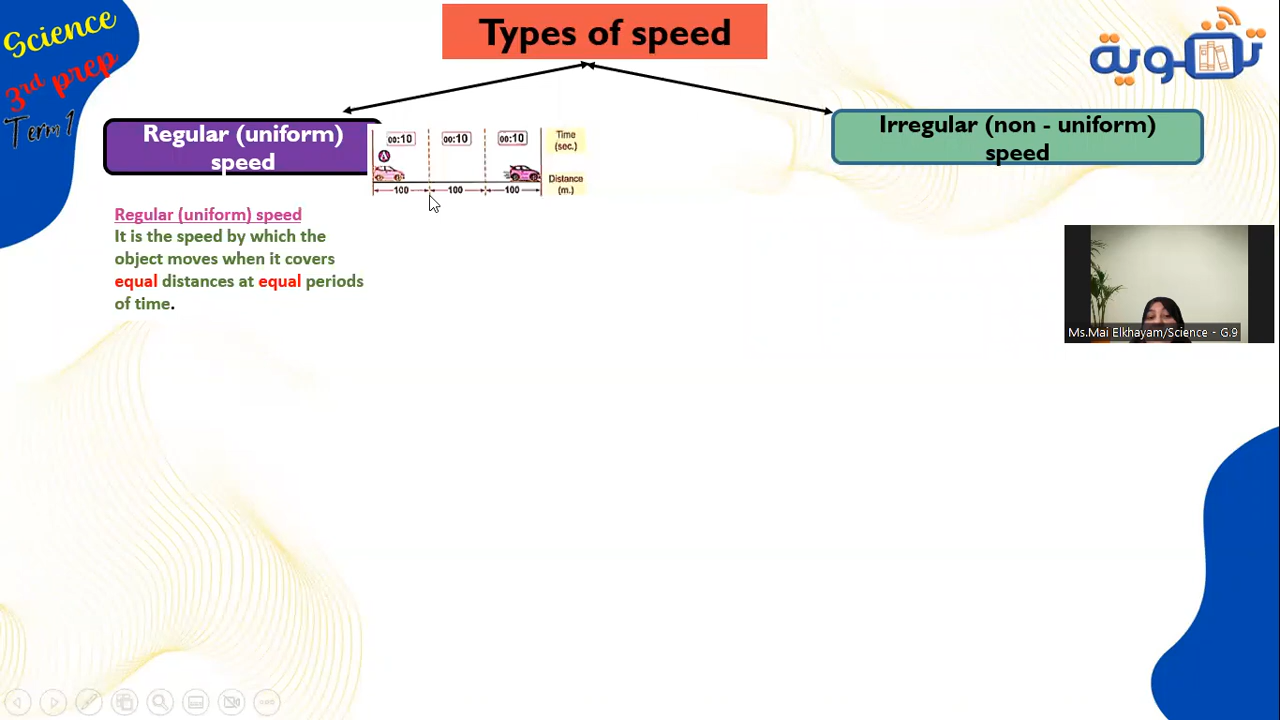 Science
3rd prep
Term 1
Types of speed
تقوية
Regular (uniform)
speed
00:10 00:10 00:10 Time
(sec.)
A
Distance
100 100 100 (m.)
Irregular (non - uniform)
speed
Regular (uniform) speed
It is the speed by which the
object moves when it covers
equal distances at equal periods
of time.
Ms.Mai Elkhayam/Science - G.9